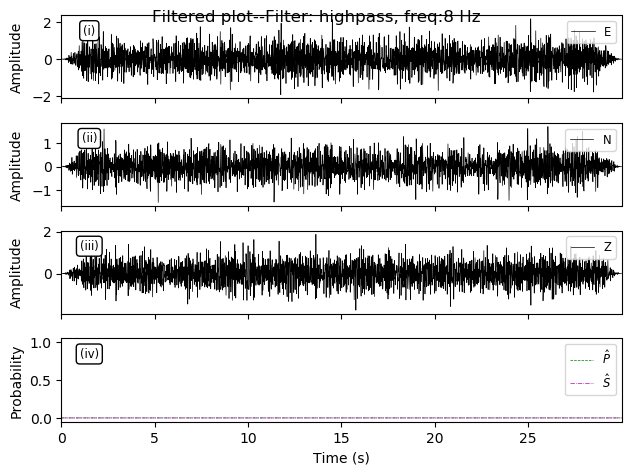 Filtered plot--Filter: highpass, freq:8 Hz
Amplitude
2
0
−2
(i)
E
Amplitude
1
0
−1
(ii)
N
Amplitude
2
0
(iii)
Z
Probability
1.0
0.5
0.0
(iv)
P̂
Ŝ
0 5 10 15 20 25
Time (s)